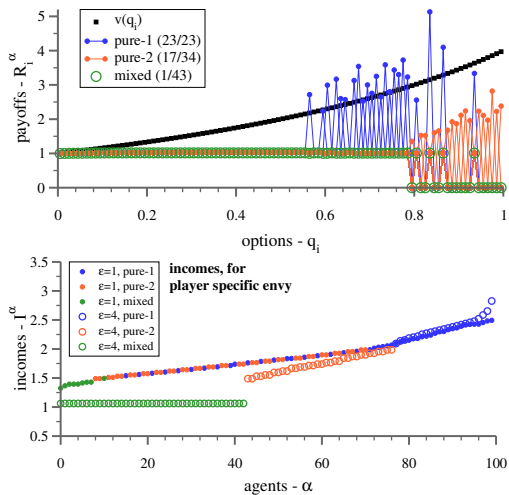 v(qᵢ)
pure-1 (23/23)
pure-2 (17/34)
mixed (1/43)
payoffs - Rᵢ^α
5
4
3
2
1
0
0 0.2 0.4 0.6 0.8 1
options - qᵢ
incomes, for
player specific envy
ε=1, pure-1
ε=1, pure-2
ε=1, mixed
ε=4, pure-1
ε=4, pure-2
ε=4, mixed
incomes - I^α
3.5
3
2.5
2
1.5
1
0.5
0 20 40 60 80 100
agents - α